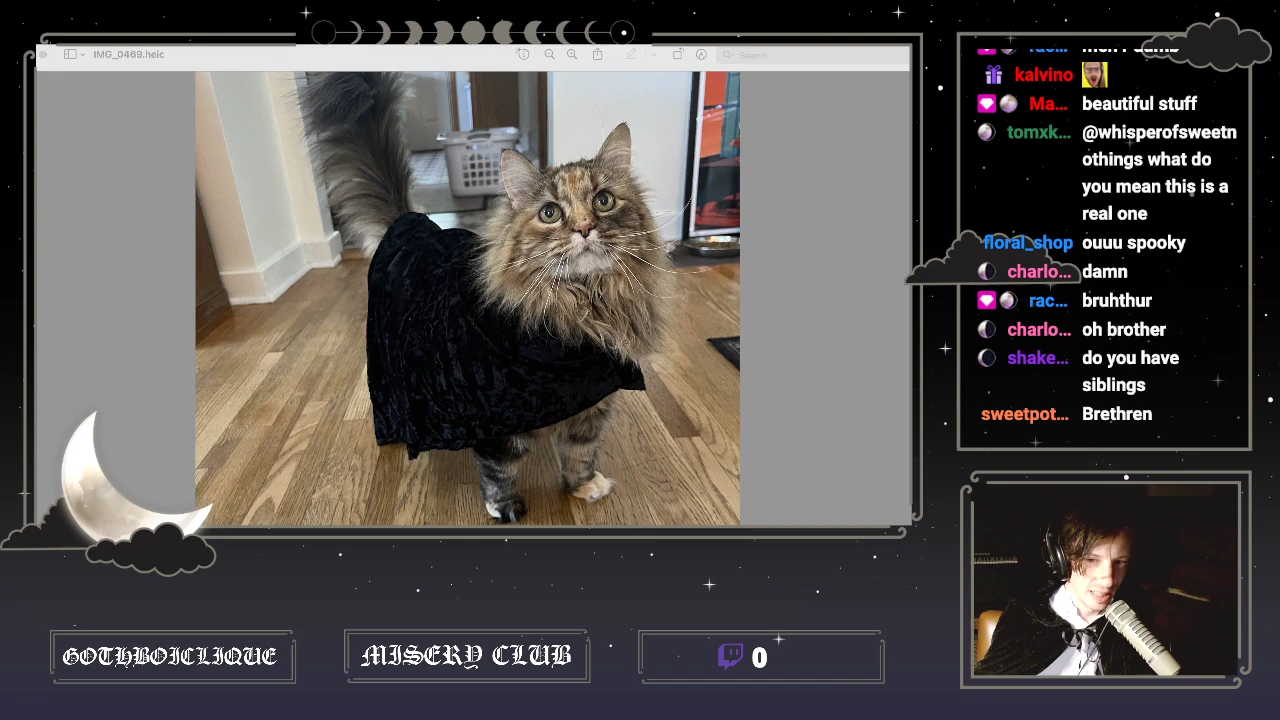 IMG_0469.heic
Search
kalvino
Ma... beautiful stuff
tomxk... @whisperofsweetn
othings what do
you mean this is a
real one
floral_shop ouuu spooky
charlo... damn
rac... bruhthur
charlo... oh brother
shake... do you have
siblings
sweetpot... Brethren
GOTHBOICLIQUE
MISERY CLUB
0